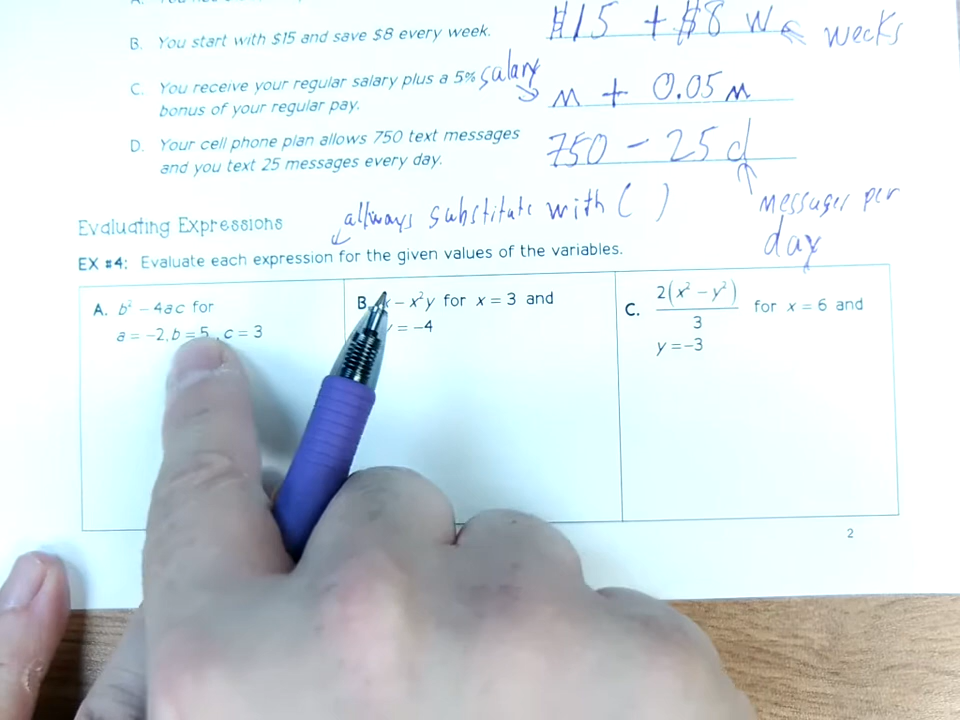 B. You start with $15 and save $8 every week. $15 + $8 w weeks
C. You receive your regular salary plus a 5% salary
bonus of your regular pay. m + 0.05 m
D. Your cell phone plan allows 750 text messages 750 - 25 d
and you text 25 messages every day.
messages per
day
Evaluating Expressions allways substitute with ( )
EX #4: Evaluate each expression for the given values of the variables.
A. b² - 4ac for
a = -2, b = 5, c = 3
B. - x²y for x = 3 and
= -4
C. 2(x² - y²) / 3 for x = 6 and
y = -3
2